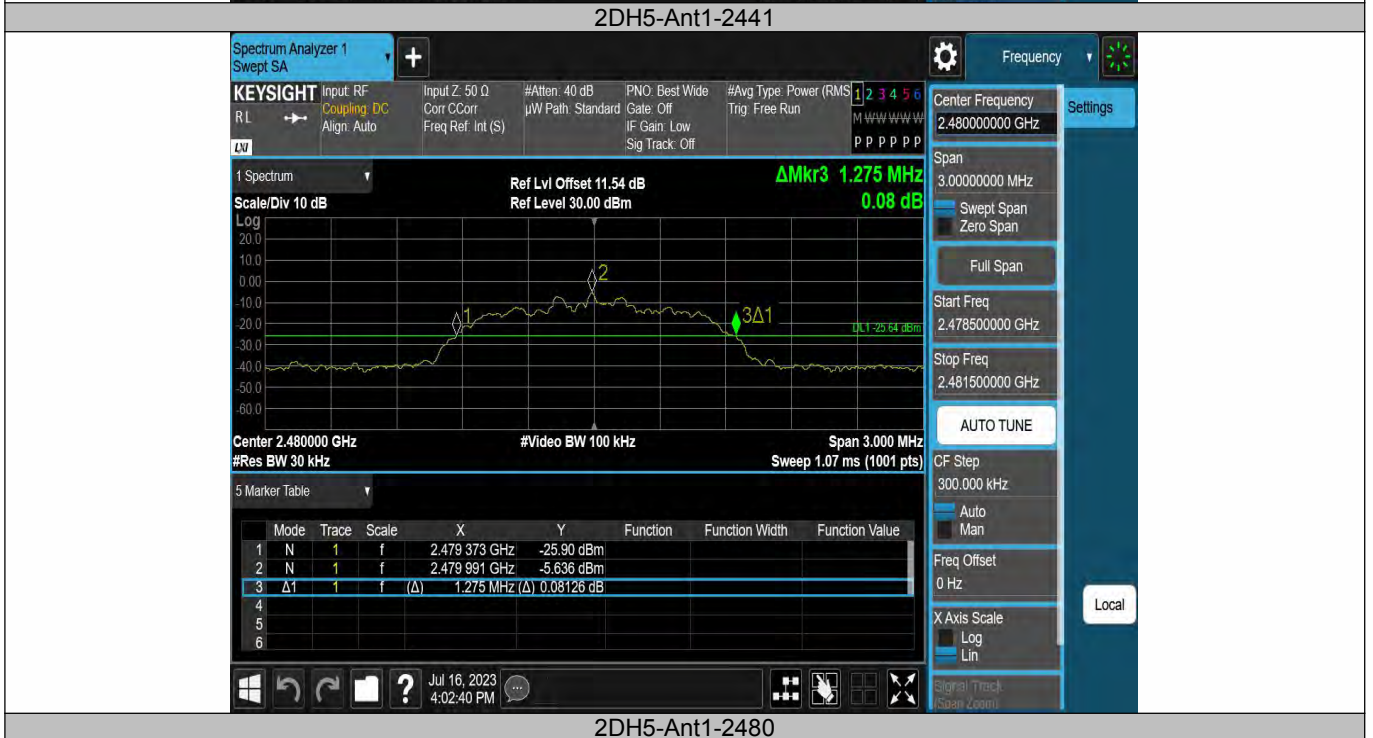 2DH5-Ant1-2441
Spectrum Analyzer 1
Swept SA
+
Frequency
KEYSIGHT
RL
LXI
Input: RF
Coupling: DC
Align: Auto
Input Z: 50 Ω
Corr CCorr
Freq Ref: Int (S)
#Atten: 40 dB
µW Path: Standard
PNO: Best Wide
Gate: Off
IF Gain: Low
Sig Track: Off
#Avg Type: Power (RMS
Trig: Free Run
1 2 3 4 5 6
M W W W W W
P P P P P P
Center Frequency
2.480000000 GHz
Settings
Span
3.00000000 MHz
Swept Span
Zero Span
Full Span
Start Freq
2.478500000 GHz
Stop Freq
2.481500000 GHz
AUTO TUNE
CF Step
300.000 kHz
Auto
Man
Freq Offset
0 Hz
X Axis Scale
Log
Lin
Signal Track
(Span Zoom)
Local
1 Spectrum
Scale/Div 10 dB
Ref Lvl Offset 11.54 dB
Ref Level 30.00 dBm
ΔMkr3 1.275 MHz
0.08 dB
Log
20.0
10.0
0.00
-10.0
-20.0
-30.0
-40.0
-50.0
-60.0
1
2
3Δ1
DL1 -25.64 dBm
Center 2.480000 GHz
#Video BW 100 kHz
Span 3.000 MHz
#Res BW 30 kHz
Sweep 1.07 ms (1001 pts)
5 Marker Table
Mode Trace Scale X Y Function Function Width Function Value
1 N 1 f 2.479 373 GHz -25.90 dBm
2 N 1 f 2.479 991 GHz -5.636 dBm
3 Δ1 1 f (Δ) 1.275 MHz (Δ) 0.08126 dB
4
5
6
?
Jul 16, 2023
4:02:40 PM
2DH5-Ant1-2480